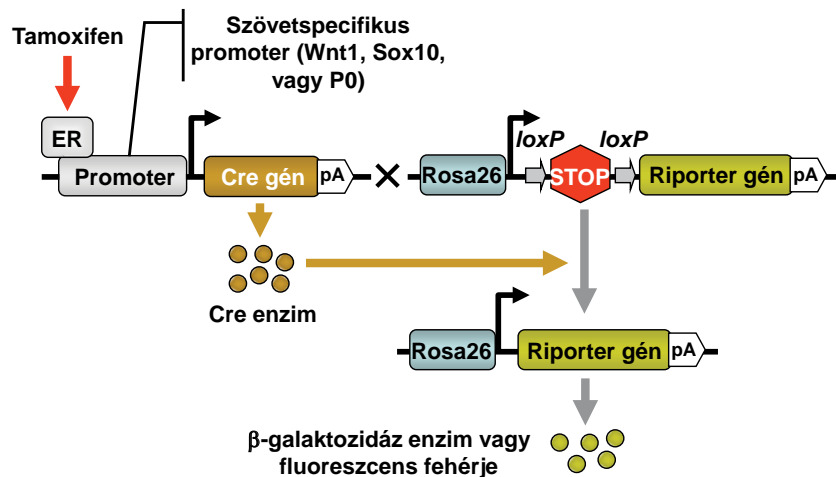 Tamoxifen
Szövetspecifikus
promoter (Wnt1, Sox10,
vagy P0)
ER
Promoter
Cre gén
pA
Rosa26
loxP
STOP
loxP
Riporter gén
pA
Cre enzim
Rosa26
Riporter gén
pA
β-galaktozidáz enzim vagy
fluoreszcens fehérje